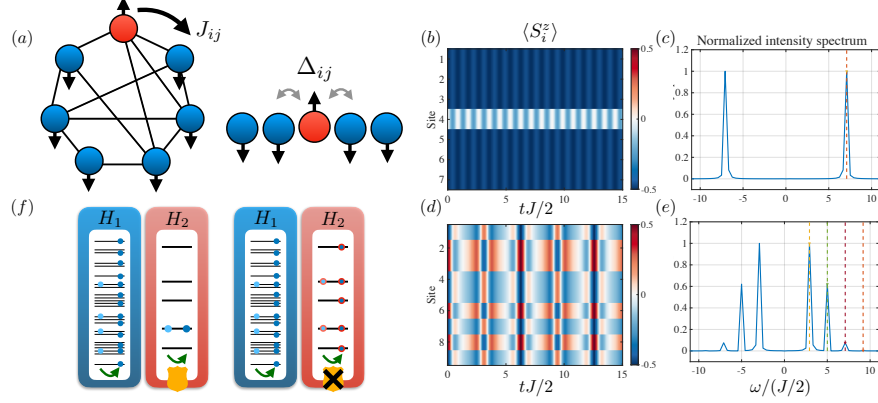 (a)
J_{ij}
Δ_{ij}
(b)
⟨S_i^z⟩
Site
1
2
3
4
5
6
7
0
5
10
15
tJ/2
0.5
0
-0.5
(c)
Normalized intensity spectrum
1.2
1
0.8
0.6
0.4
0.2
0
-10
-5
0
5
10
(d)
Site
2
4
6
8
0
5
10
15
tJ/2
0.5
0
-0.5
(e)
1.2
1
0.8
0.6
0.4
0.2
0
-10
-5
0
5
10
ω/(J/2)
(f)
H_1
H_2
H_1
H_2